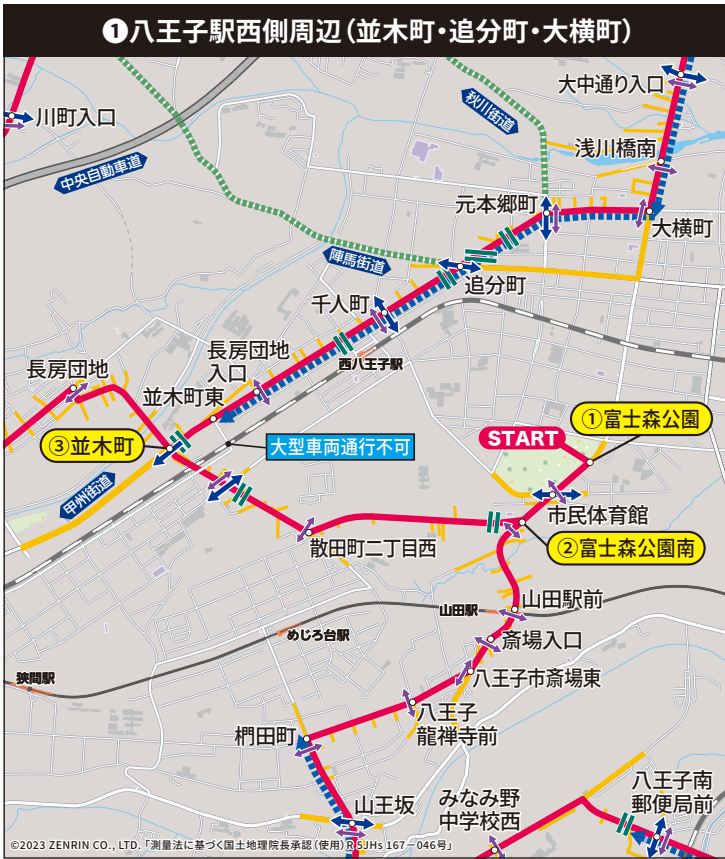 ❶八王子駅西側周辺(並木町・追分町・大横町)
大中通り入口
川町入口
秋川街道
浅川橋南
中央自動車道
元本郷町
大横町
陣馬街道
追分町
千人町
長房団地
入口
西八王子駅
長房団地
並木町東
①富士森公園
START
③並木町
大型車両通行不可
甲州街道
市民体育館
散田町二丁目西
②富士森公園南
山田駅
山田駅前
めじろ台駅
斎場入口
狭間駅
八王子市斎場東
八王子
龍禅寺前
椚田町
八王子南
郵便局前
みなみ野
中学校西
山王坂
©2023 ZENRIN CO., LTD.「測量法に基づく国土地理院長承認(使用)R 5JHs 167-046号」